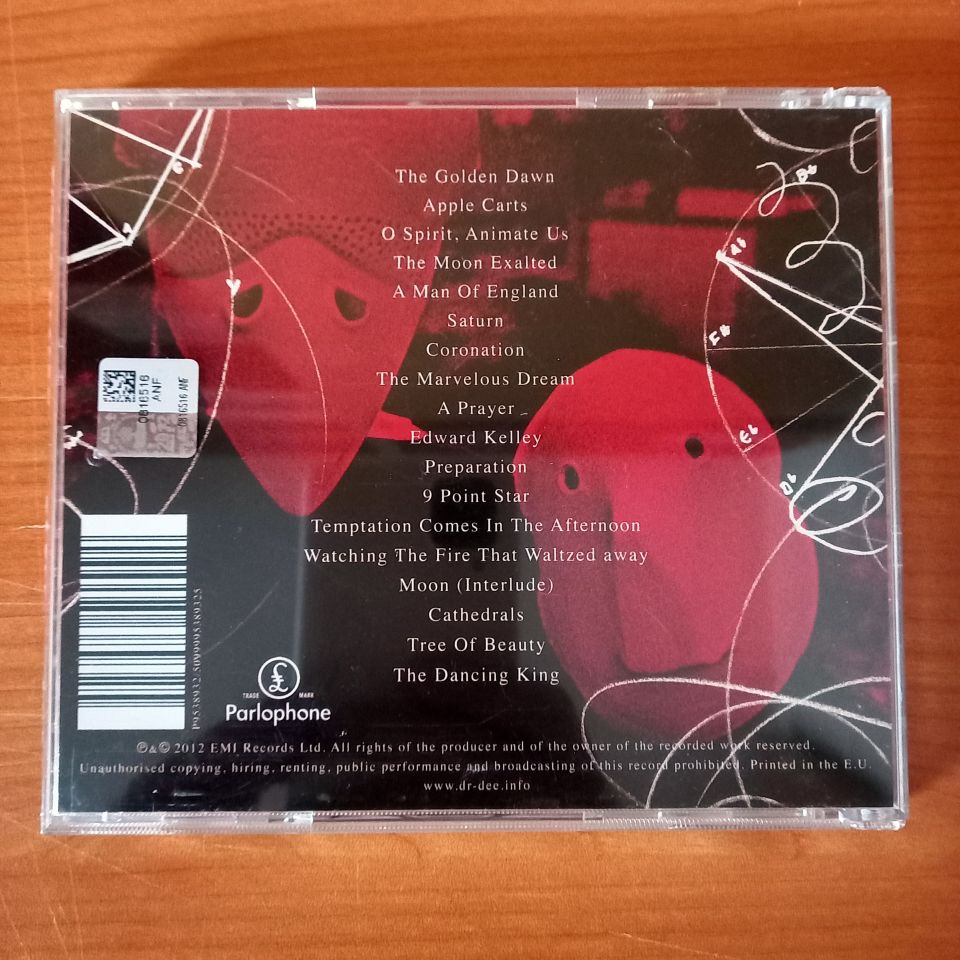 The Golden Dawn
Apple Carts
O Spirit, Animate Us
The Moon Exalted
A Man Of England
Saturn
Coronation
The Marvelous Dream
A Prayer
Edward Kelley
Preparation
9 Point Star
Temptation Comes In The Afternoon
Watching The Fire That Waltzed away
Moon (Interlude)
Cathedrals
Tree Of Beauty
The Dancing King
0816516
ANF
0816516 ANF
TRADE MARK
Parlophone
℗&© 2012 EMI Records Ltd. All rights of the producer and of the owner of the recorded work reserved.
Unauthorised copying, hiring, renting, public performance and broadcasting of this record prohibited. Printed in the E.U.
www.dr-dee.info